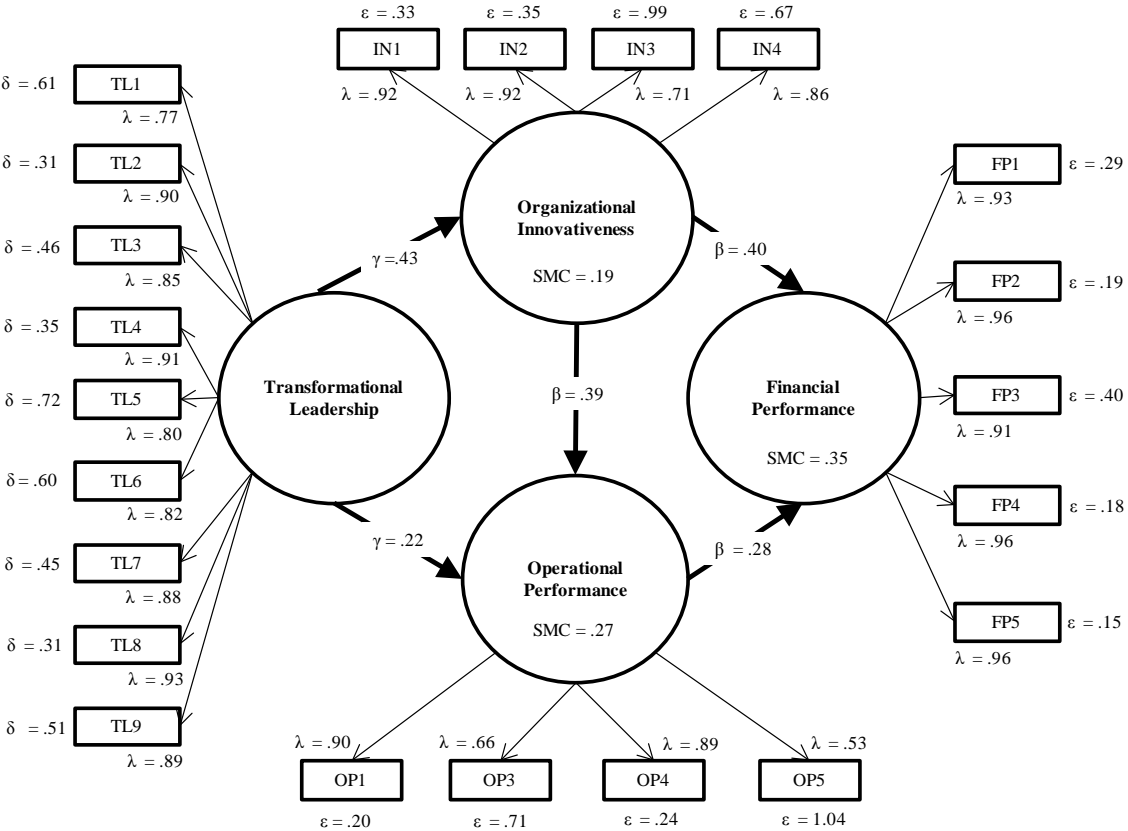 ε = .33
ε = .35
ε = .99
ε = .67
IN1
IN2
IN3
IN4
λ = .92
λ = .92
λ = .71
λ = .86
δ = .61
TL1
λ = .77
δ = .31
TL2
λ = .90
δ = .46
TL3
λ = .85
δ = .35
TL4
λ = .91
δ = .72
TL5
λ = .80
δ = .60
TL6
λ = .82
δ = .45
TL7
λ = .88
δ = .31
TL8
λ = .93
δ = .51
TL9
λ = .89
Transformational
Leadership
γ =.43
γ = .22
Organizational
Innovativeness
SMC = .19
β = .39
β = .40
Operational
Performance
SMC = .27
β = .28
Financial
Performance
SMC = .35
FP1
ε = .29
λ = .93
FP2
ε = .19
λ = .96
FP3
ε = .40
λ = .91
FP4
ε = .18
λ = .96
FP5
ε = .15
λ = .96
λ = .90
λ = .66
λ = .89
λ = .53
OP1
OP3
OP4
OP5
ε = .20
ε = .71
ε = .24
ε = 1.04